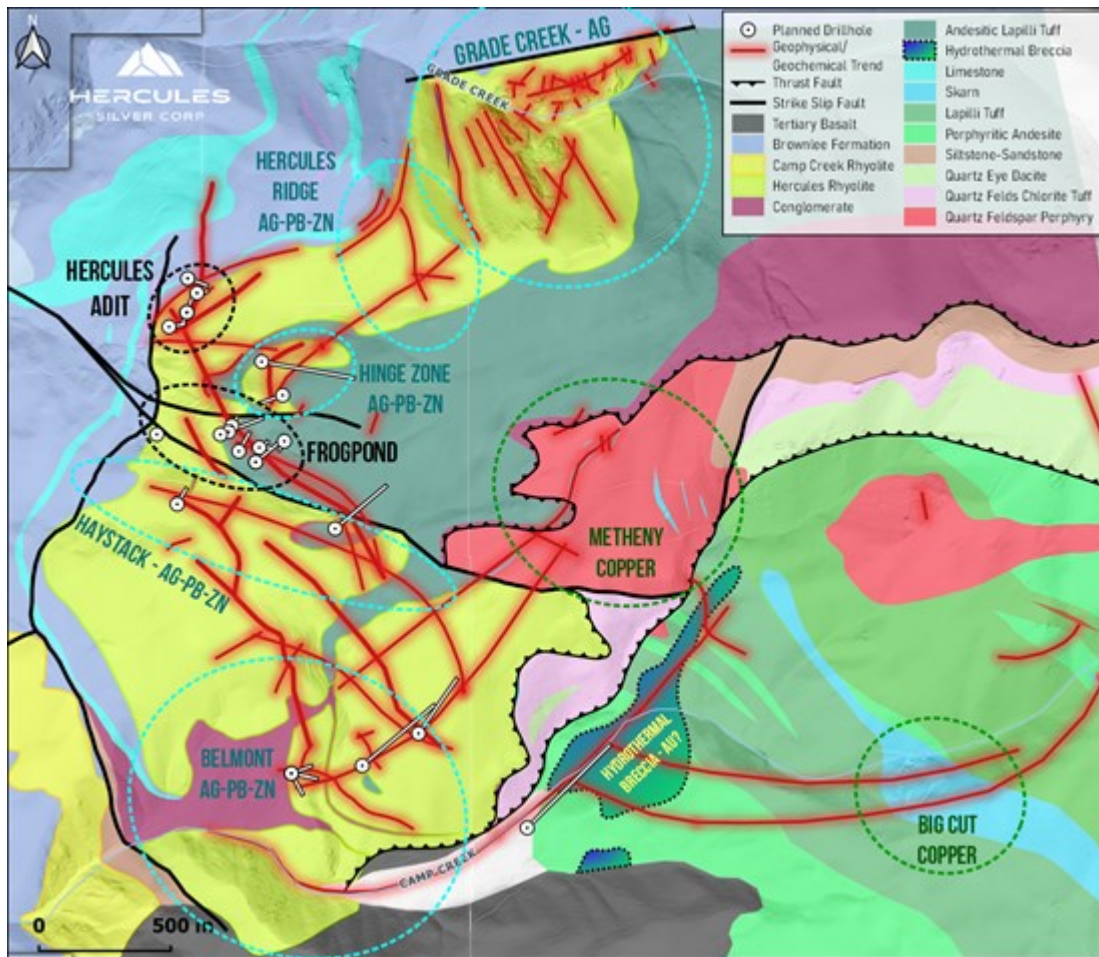 N
HERCULES
SILVER CORP
GRADE CREEK - AG
GRADE CREEK
HERCULES
RIDGE
AG-PB-ZN
HERCULES
ADIT
HINGE ZONE
AG-PB-ZN
FROGPOND
HAYSTACK - AG-PB-ZN
METHENY
COPPER
BELMONT
AG-PB-ZN
HYDROTHERMAL
BRECCIA - AU?
BIG CUT
COPPER
CAMP CREEK
0 500 m
Planned Drillhole
Geophysical/
Geochemical Trend
Thrust Fault
Strike Slip Fault
Tertiary Basalt
Brownlee Formation
Camp Creek Rhyolite
Hercules Rhyolite
Conglomerate
Andesitic Lapilli Tuff
Hydrothermal Breccia
Limestone
Skarn
Lapilli Tuff
Porphyritic Andesite
Siltstone-Sandstone
Quartz Eye Dacite
Quartz Felds Chlorite Tuff
Quartz Feldspar Porphyry